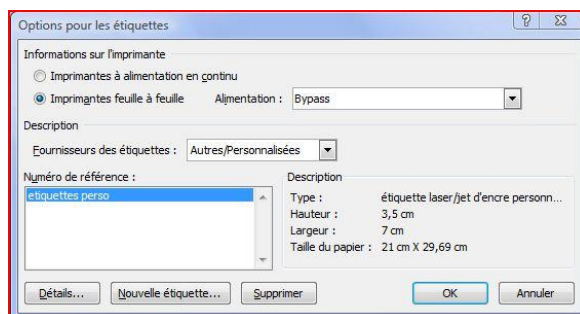 Options pour les étiquettes
Informations sur l'imprimante
Imprimantes à alimentation en continu
Imprimantes feuille à feuille Alimentation : Bypass
Description
Fournisseurs des étiquettes : Autres/Personnalisées
Numéro de référence :
etiquettes perso
Description
Type : étiquette laser/jet d'encre personn...
Hauteur : 3,5 cm
Largeur : 7 cm
Taille du papier : 21 cm X 29,69 cm
Détails... Nouvelle étiquette... Supprimer OK Annuler